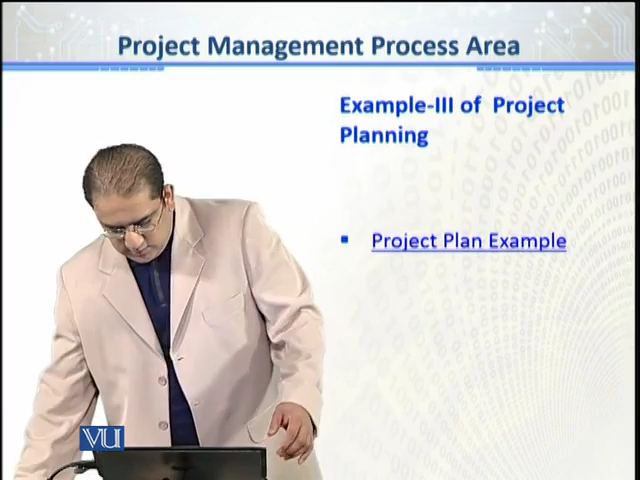 Project Management Process Area
Example-III of Project
Planning
▪ Project Plan Example
VU